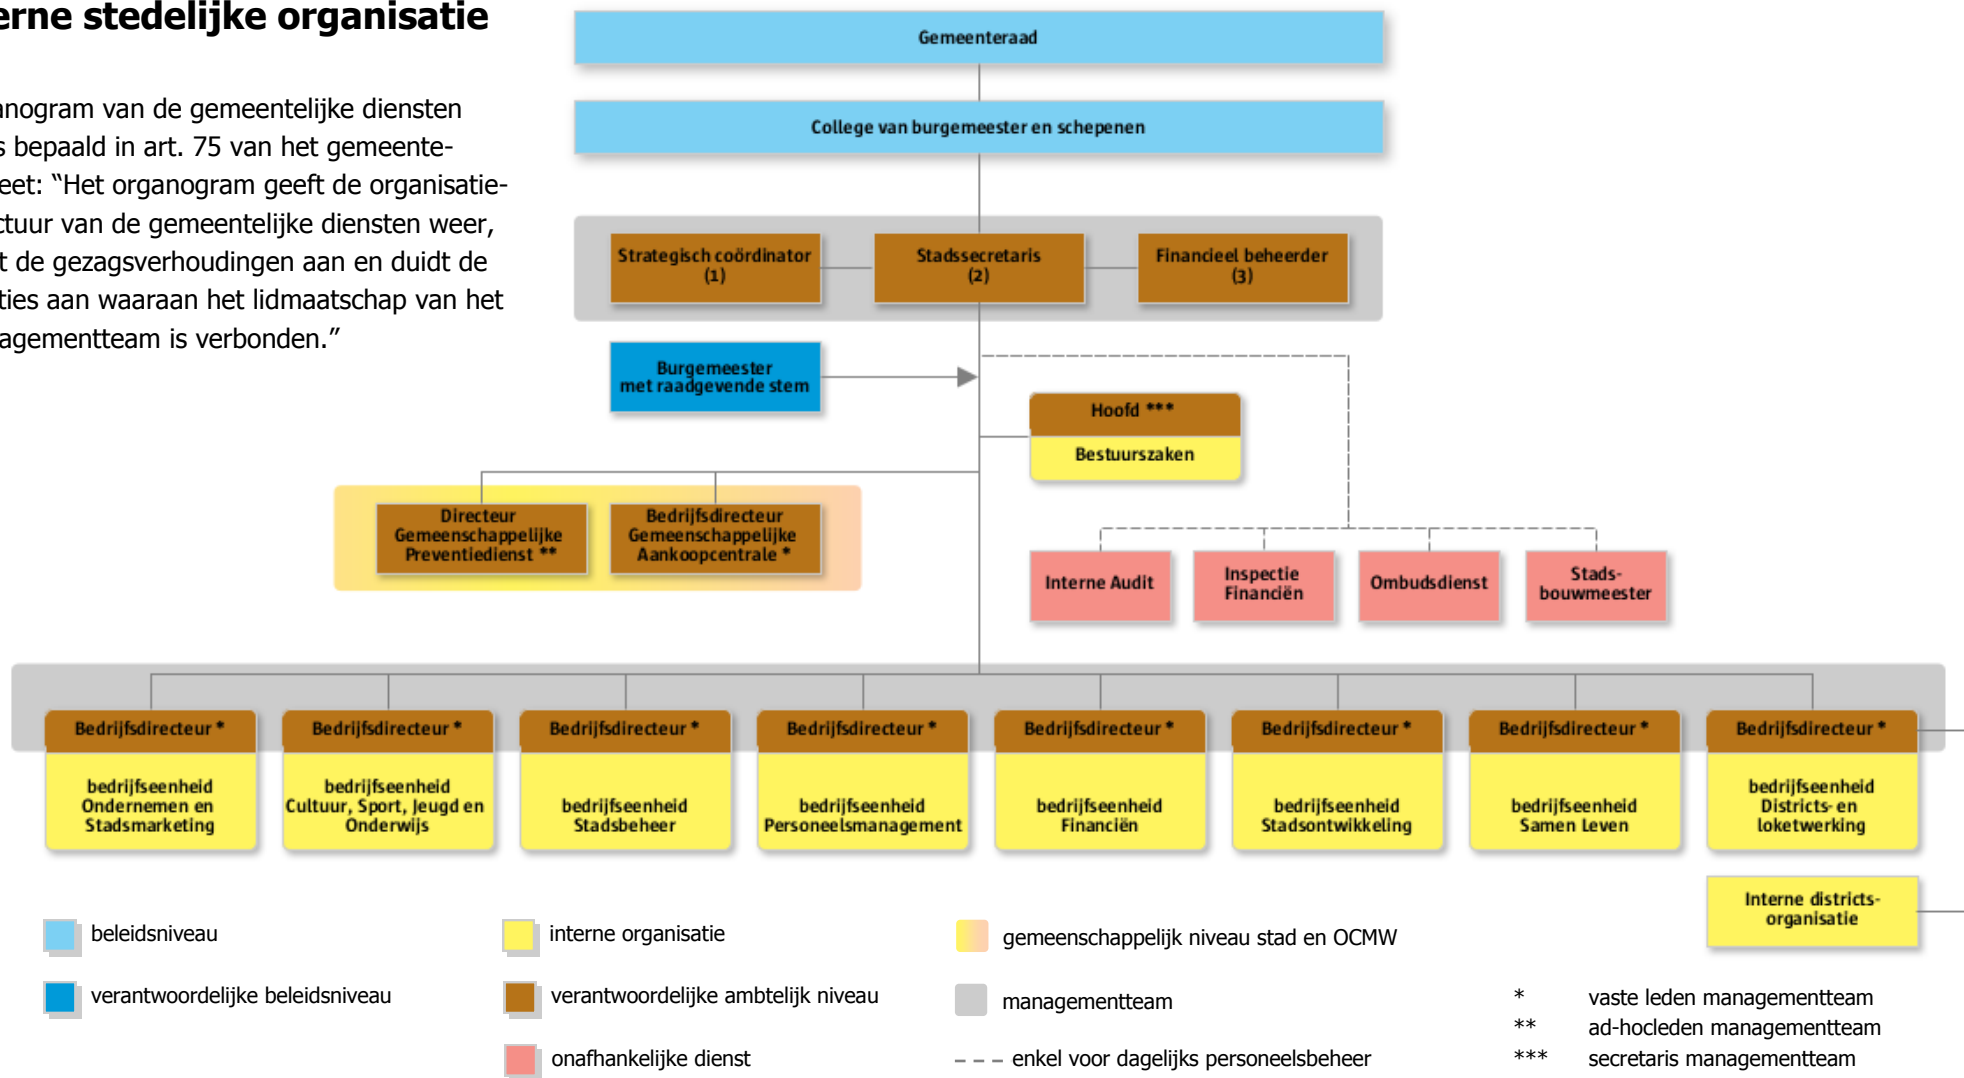 erne stedelijke organisatie
anogram van de gemeentelijke diensten
s bepaald in art. 75 van het gemeente-
eet: “Het organogram geeft de organisatie-
ctuur van de gemeentelijke diensten weer,
t de gezagsverhoudingen aan en duidt de
ties aan waaraan het lidmaatschap van het
nagementteam is verbonden.”
Gemeenteraad
College van burgemeester en schepenen
Strategisch coördinator
(1)
Stadssecretaris
(2)
Financieel beheerder
(3)
Burgemeester
met raadgevende stem
Hoofd ***
Bestuurszaken
Directeur
Gemeenschappelijke
Preventiedienst **
Bedrijfsdirecteur
Gemeenschappelijke
Aankoopcentrale *
Interne Audit
Inspectie
Financiën
Ombudsdienst
Stads-
bouwmeester
Bedrijfsdirecteur *
bedrijfseenheid
Ondernemen en
Stadsmarketing
Bedrijfsdirecteur *
bedrijfseenheid
Cultuur, Sport, Jeugd en
Onderwijs
Bedrijfsdirecteur *
bedrijfseenheid
Stadsbeheer
Bedrijfsdirecteur *
bedrijfseenheid
Personeelsmanagement
Bedrijfsdirecteur *
bedrijfseenheid
Financiën
Bedrijfsdirecteur *
bedrijfseenheid
Stadsontwikkeling
Bedrijfsdirecteur *
bedrijfseenheid
Samen Leven
Bedrijfsdirecteur *
bedrijfseenheid
Districts- en
loketwerking
Interne districts-
organisatie
beleidsniveau
verantwoordelijke beleidsniveau
interne organisatie
verantwoordelijke ambtelijk niveau
onafhankelijke dienst
gemeenschappelijk niveau stad en OCMW
managementteam
enkel voor dagelijks personeelsbeheer
* vaste leden managementteam
** ad-hocleden managementteam
*** secretaris managementteam